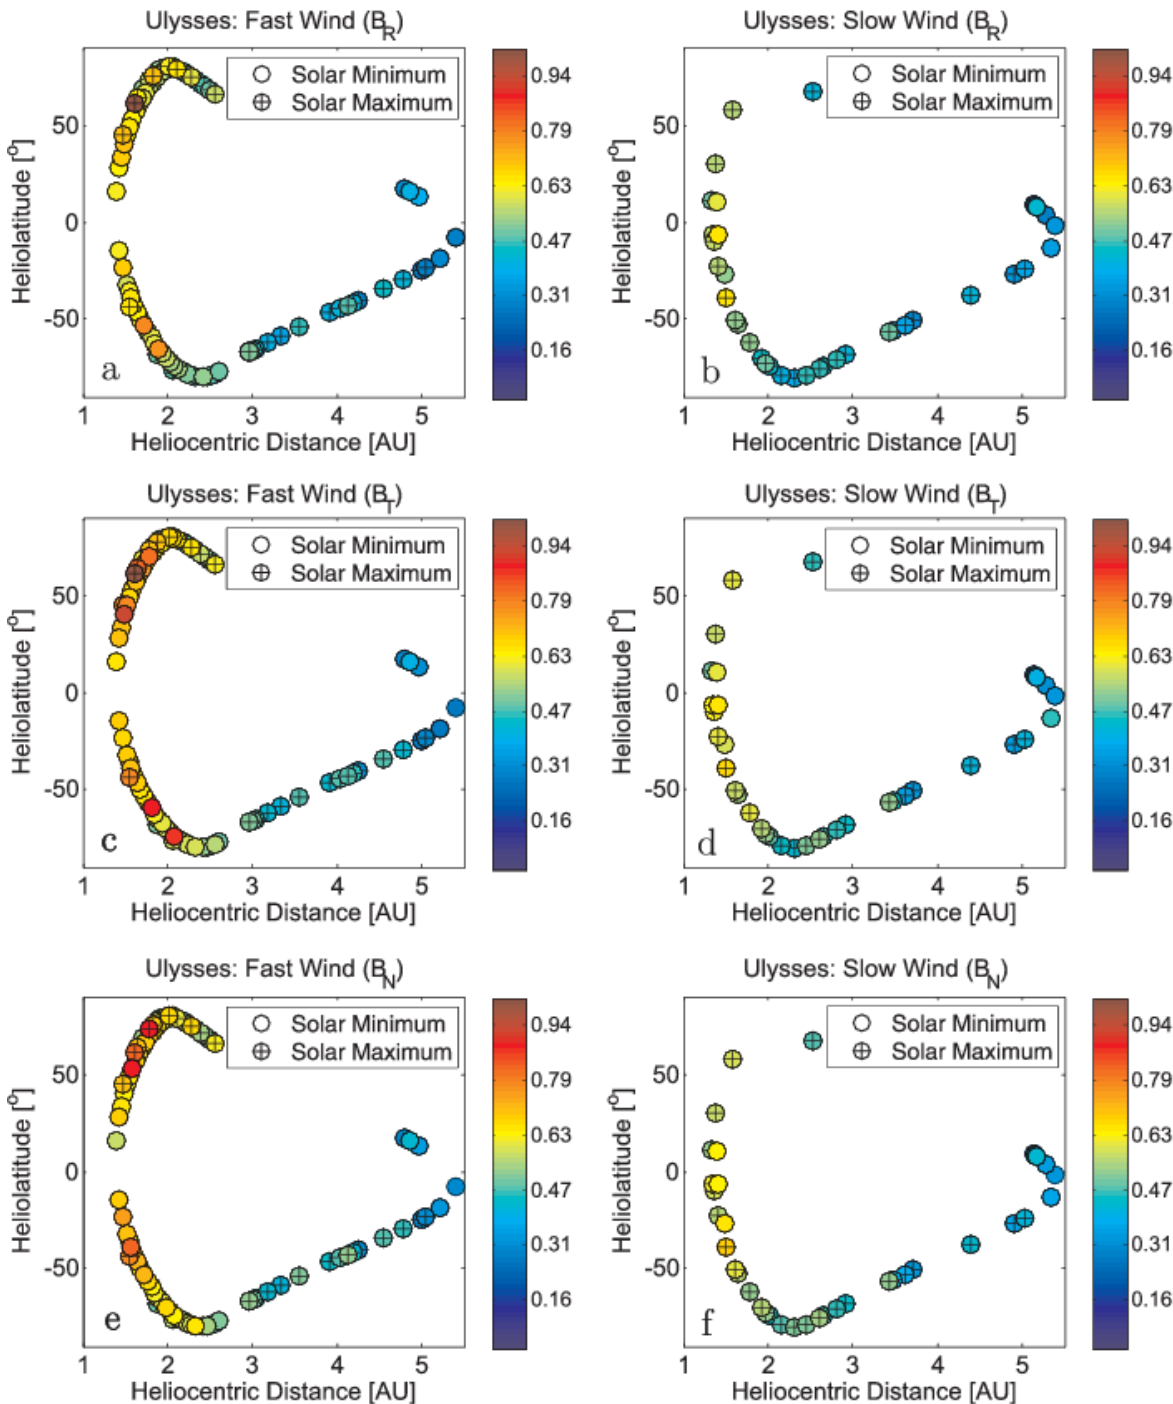 Ulysses: Fast Wind (B_R)
Ulysses: Slow Wind (B_R)
Solar Minimum
Solar Maximum
50
0
-50
Heliolatitude [°]
a
1 2 3 4 5
Heliocentric Distance [AU]
0.94
0.79
0.63
0.47
0.31
0.16
Solar Minimum
Solar Maximum
50
0
-50
Heliolatitude [°]
b
1 2 3 4 5
Heliocentric Distance [AU]
0.94
0.79
0.63
0.47
0.31
0.16
Ulysses: Fast Wind (B_T)
Ulysses: Slow Wind (B_T)
Solar Minimum
Solar Maximum
50
0
-50
Heliolatitude [°]
c
1 2 3 4 5
Heliocentric Distance [AU]
0.94
0.79
0.63
0.47
0.31
0.16
Solar Minimum
Solar Maximum
50
0
-50
Heliolatitude [°]
d
1 2 3 4 5
Heliocentric Distance [AU]
0.94
0.79
0.63
0.47
0.31
0.16
Ulysses: Fast Wind (B_N)
Ulysses: Slow Wind (B_N)
Solar Minimum
Solar Maximum
50
0
-50
Heliolatitude [°]
e
1 2 3 4 5
Heliocentric Distance [AU]
0.94
0.79
0.63
0.47
0.31
0.16
Solar Minimum
Solar Maximum
50
0
-50
Heliolatitude [°]
f
1 2 3 4 5
Heliocentric Distance [AU]
0.94
0.79
0.63
0.47
0.31
0.16